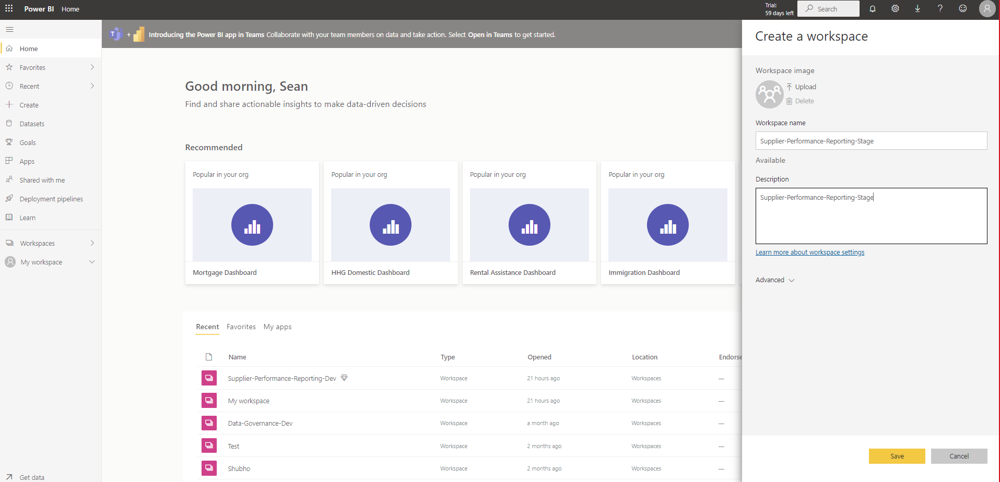 Power BI Home
Trial:
59 days left
Search
Introducing the Power BI app in Teams Collaborate with your team members on data and take action. Select Open in Teams to get started.
Home
Favorites
Recent
Create
Datasets
Goals
Apps
Shared with me
Deployment pipelines
Learn
Workspaces
My workspace
Get data
Good morning, Sean
Find and share actionable insights to make data-driven decisions
Recommended
Popular in your org
Mortgage Dashboard
Popular in your org
HHG Domestic Dashboard
Popular in your org
Rental Assistance Dashboard
Popular in your org
Immigration Dashboard
Recent Favorites My apps
Name Type Opened Location Endorse
Supplier-Performance-Reporting-Dev Workspace 21 hours ago Workspaces —
My workspace Workspace 21 hours ago Workspaces —
Data-Governance-Dev Workspace a month ago Workspaces —
Test Workspace 2 months ago Workspaces —
Shubho Workspace 2 months ago Workspaces —
Create a workspace
Workspace image
Upload
Delete
Workspace name
Supplier-Performance-Reporting-Stage
Available
Description
Supplier-Performance-Reporting-Stage
Learn more about workspace settings
Advanced
Save Cancel